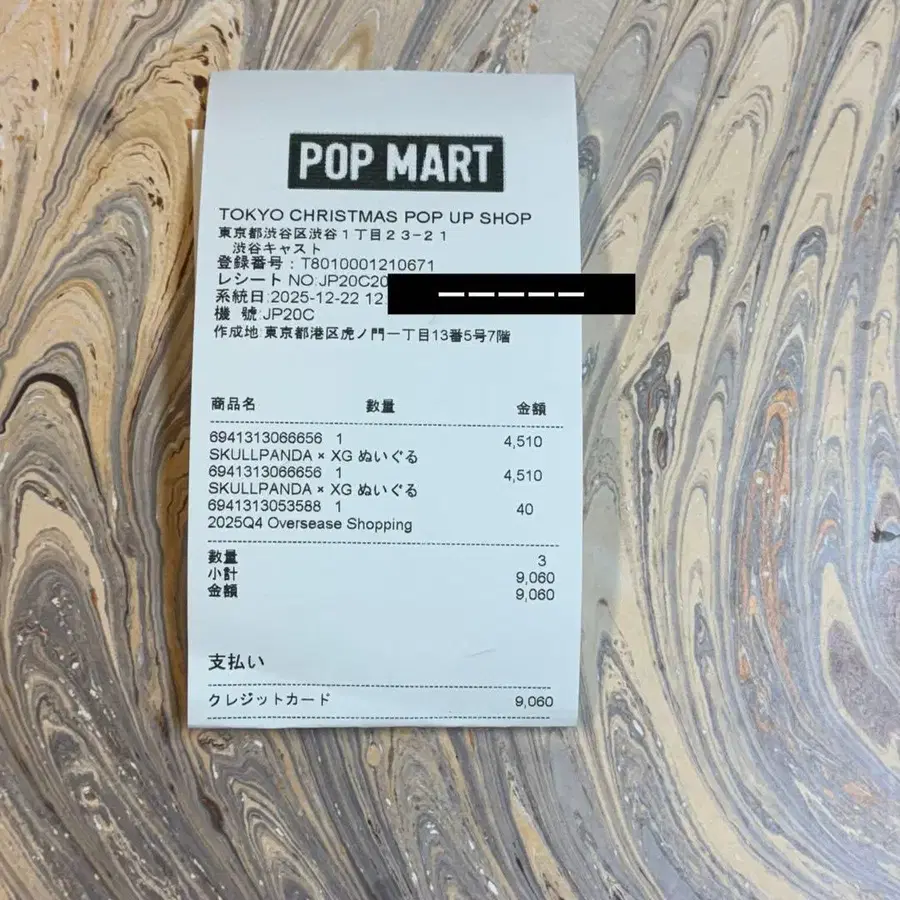 POP MART
TOKYO CHRISTMAS POP UP SHOP
東京都渋谷区渋谷1丁目23-21
渋谷キャスト
登録番号：T8010001210671
レシート NO:JP20C20
系統日:2025-12-22 12
機 號:JP20C
作成地:東京都港区虎ノ門一丁目13番5号7階
商品名 数量 金額
6941313066656 1 4,510
SKULLPANDA × XG ぬいぐる
6941313066656 1 4,510
SKULLPANDA × XG ぬいぐる
6941313053588 1 40
2025Q4 Oversease Shopping
數量 3
小計 9,060
金額 9,060
支払い
クレジットカード 9,060